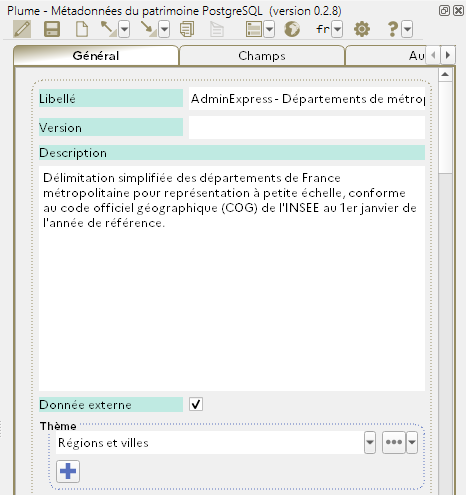 Plume - Métadonnées du patrimoine PostgreSQL (version 0.2.8)
fr
Général Champs Au
Libellé AdminExpress - Départements de métrop
Version
Description
Délimitation simplifiée des départements de France
métropolitaine pour représentation à petite échelle, conforme
au code officiel géographique (COG) de l'INSEE au 1er janvier de
l'année de référence.
Donnée externe
Thème
Régions et villes